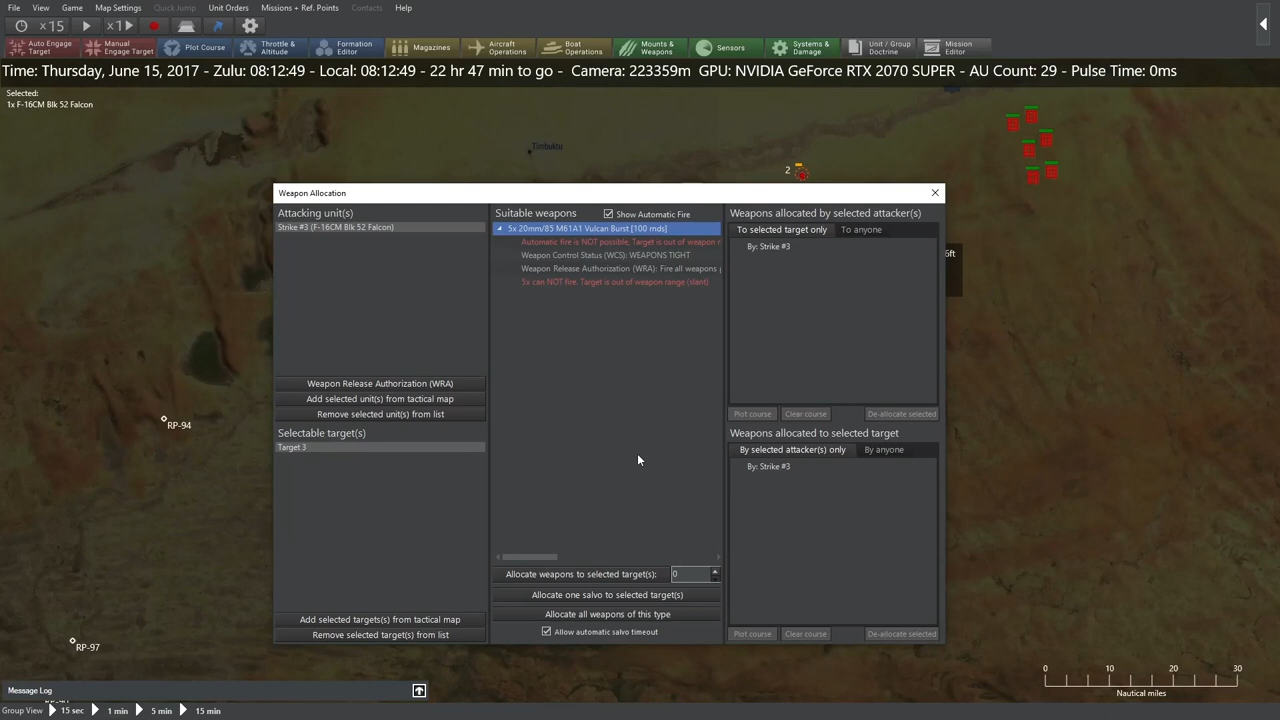 File View Game Map Settings Quick Jump Unit Orders Missions + Ref. Points Contacts Help
×15 ×1
Auto Engage Target
Manual Engage Target
Plot Course
Throttle & Altitude
Formation Editor
Magazines
Aircraft Operations
Boat Operations
Mounts & Weapons
Sensors
Systems & Damage
Unit / Group Doctrine
Mission Editor
Time: Thursday, June 15, 2017 - Zulu: 08:12:49 - Local: 08:12:49 - 22 hr 47 min to go - Camera: 223359m GPU: NVIDIA GeForce RTX 2070 SUPER - AU Count: 29 - Pulse Time: 0ms
Selected:
1x F-16CM Blk 52 Falcon
Timbuktu
2
Weapon Allocation
Attacking unit(s)
Strike #3 (F-16CM Blk 52 Falcon)
Weapon Release Authorization (WRA)
Add selected unit(s) from tactical map
Remove selected unit(s) from list
Selectable target(s)
Target 3
Add selected targets(s) from tactical map
Remove selected target(s) from list
Suitable weapons
Show Automatic Fire
5x 20mm/85 M61A1 Vulcan Burst [100 rnds]
Automatic fire is NOT possible, Target is out of weapon r
Weapon Control Status (WCS): WEAPONS TIGHT
Weapon Release Authorization (WRA): Fire all weapons
5x can NOT fire. Target is out of weapon range (slant)
Allocate weapons to selected target(s): 0
Allocate one salvo to selected target(s)
Allocate all weapons of this type
Allow automatic salvo timeout
Weapons allocated by selected attacker(s)
To selected target only To anyone
By: Strike #3
Plot course Clear course De-allocate selected
Weapons allocated to selected target
By selected attacker(s) only By anyone
By: Strike #3
Plot course Clear course De-allocate selected
RP-94
RP-97
0 10 20 30
Nautical miles
Message Log
Group View 15 sec 1 min 5 min 15 min